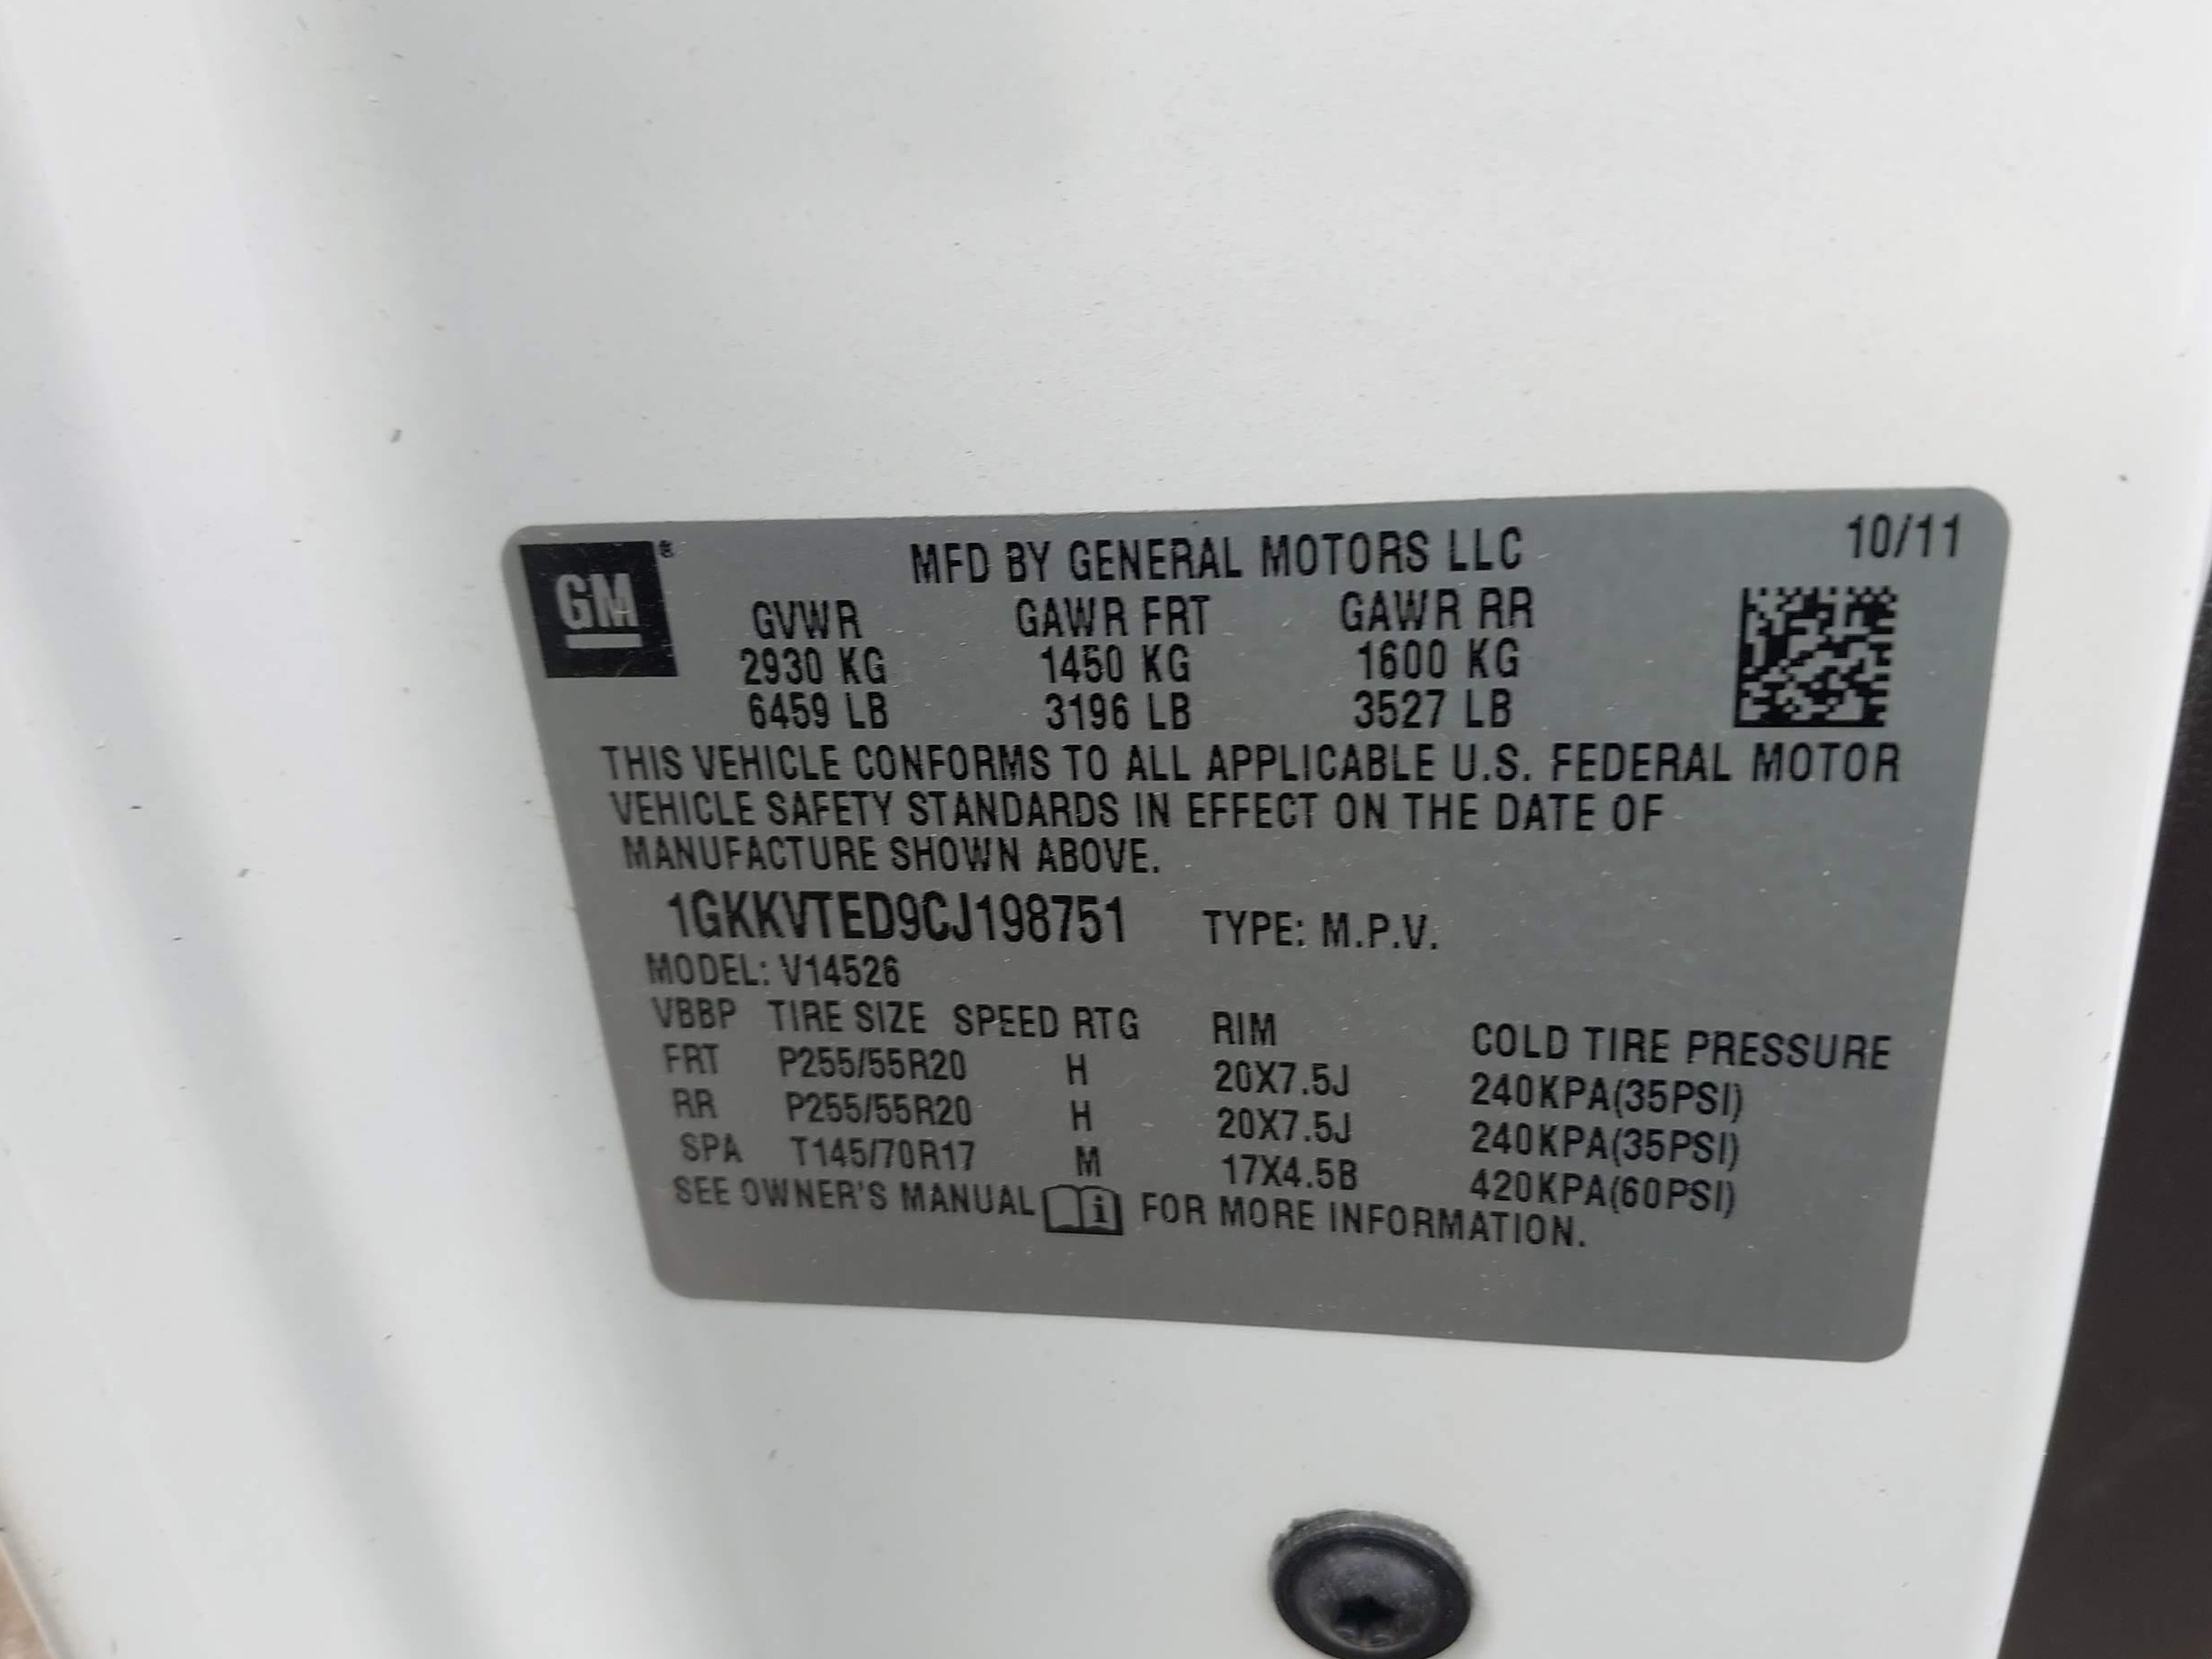 GM ®
MFD BY GENERAL MOTORS LLC 10/11
GVWR GAWR FRT GAWR RR
2930 KG 1450 KG 1600 KG
6459 LB 3196 LB 3527 LB
THIS VEHICLE CONFORMS TO ALL APPLICABLE U.S. FEDERAL MOTOR
VEHICLE SAFETY STANDARDS IN EFFECT ON THE DATE OF
MANUFACTURE SHOWN ABOVE.
1GKKVTED9CJ198751 TYPE: M.P.V.
MODEL: V14526
VBBP TIRE SIZE SPEED RTG RIM COLD TIRE PRESSURE
FRT P255/55R20 H 20X7.5J 240KPA(35PSI)
RR P255/55R20 H 20X7.5J 240KPA(35PSI)
SPA T145/70R17 M 17X4.5B 420KPA(60PSI)
SEE OWNER'S MANUAL i FOR MORE INFORMATION.